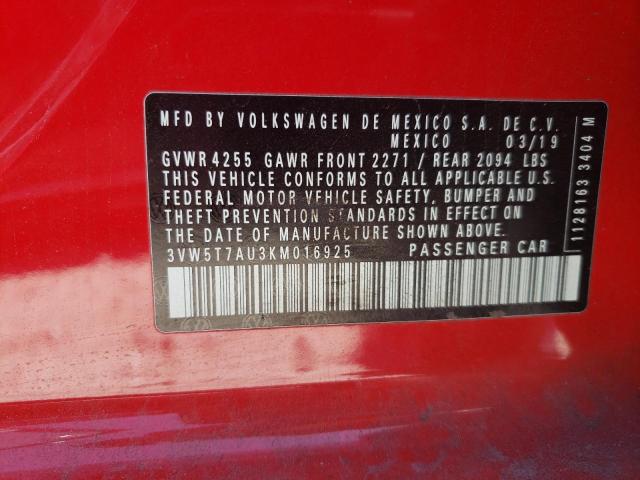 MFD BY VOLKSWAGEN DE MEXICO S.A. DE C.V.
MEXICO 03/19
GVWR 4255 GAWR FRONT 2271 / REAR 2094 LBS
THIS VEHICLE CONFORMS TO ALL APPLICABLE U.S.
FEDERAL MOTOR VEHICLE SAFETY, BUMPER AND
THEFT PREVENTION STANDARDS IN EFFECT ON
THE DATE OF MANUFACTURE SHOWN ABOVE.
3VW5T7AU3KM016925 PASSENGER CAR
1128163 3404 M